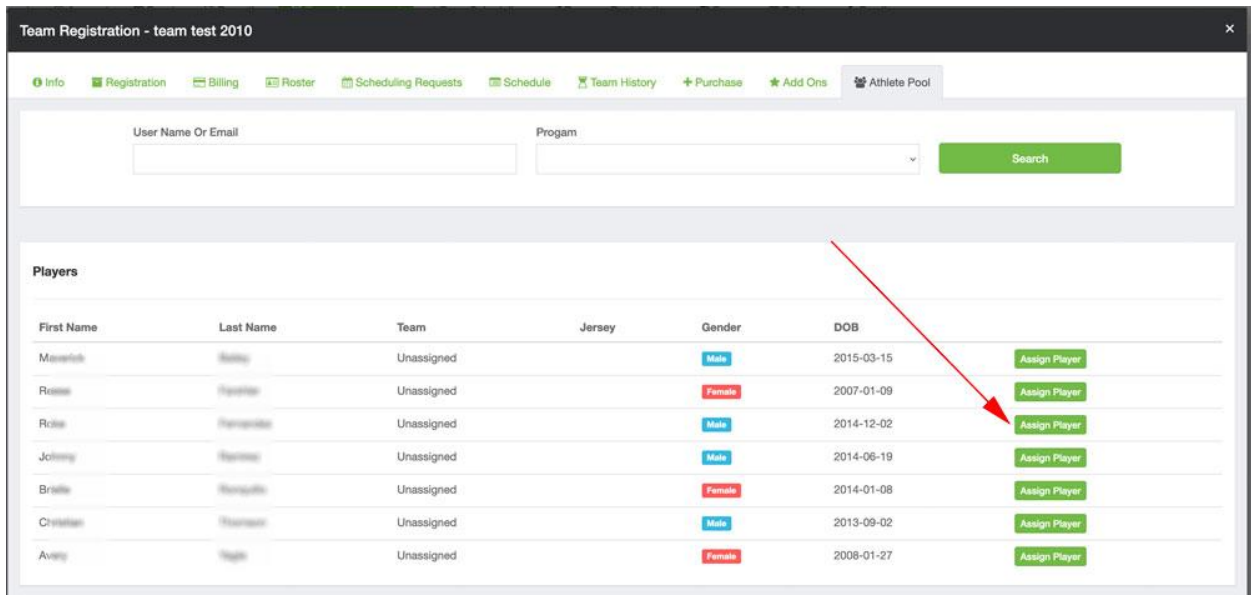 Team Registration - team test 2010 ×
Info Registration Billing Roster Scheduling Requests Schedule Team History + Purchase Add Ons Athlete Pool
User Name Or Email Progam
Search
Players
First Name Last Name Team Jersey Gender DOB
Unassigned Male 2015-03-15 Assign Player
Unassigned Female 2007-01-09 Assign Player
Unassigned Male 2014-12-02 Assign Player
Unassigned Male 2014-06-19 Assign Player
Unassigned Female 2014-01-08 Assign Player
Unassigned Male 2013-09-02 Assign Player
Unassigned Female 2008-01-27 Assign Player